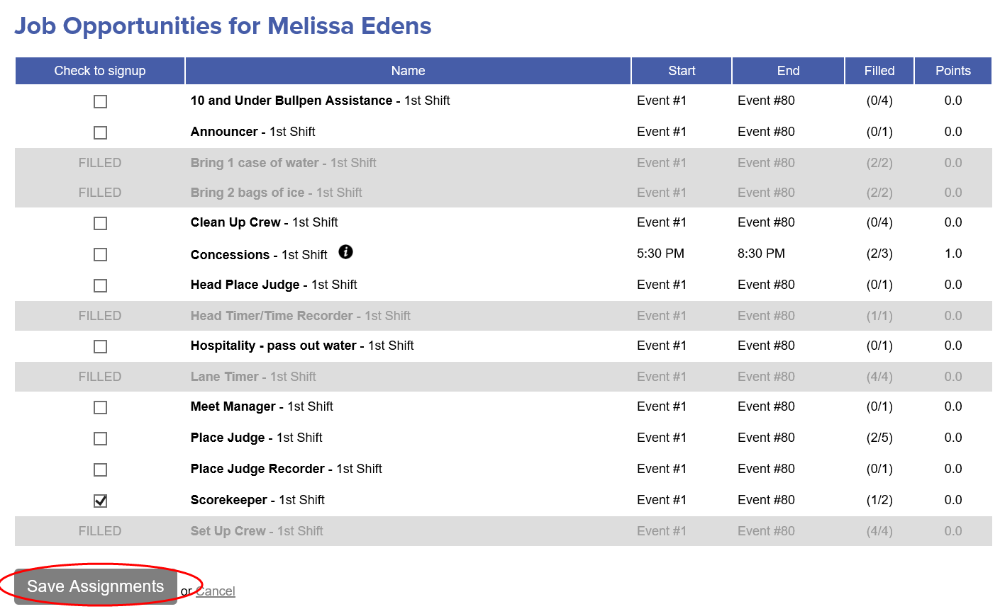 Job Opportunities for Melissa Edens
Check to signup Name Start End Filled Points
10 and Under Bullpen Assistance - 1st Shift Event #1 Event #80 (0/4) 0.0
Announcer - 1st Shift Event #1 Event #80 (0/1) 0.0
FILLED Bring 1 case of water - 1st Shift Event #1 Event #80 (2/2) 0.0
FILLED Bring 2 bags of ice - 1st Shift Event #1 Event #80 (2/2) 0.0
Clean Up Crew - 1st Shift Event #1 Event #80 (0/4) 0.0
Concessions - 1st Shift i 5:30 PM 8:30 PM (2/3) 1.0
Head Place Judge - 1st Shift Event #1 Event #80 (0/1) 0.0
FILLED Head Timer/Time Recorder - 1st Shift Event #1 Event #80 (1/1) 0.0
Hospitality - pass out water - 1st Shift Event #1 Event #80 (0/1) 0.0
FILLED Lane Timer - 1st Shift Event #1 Event #80 (4/4) 0.0
Meet Manager - 1st Shift Event #1 Event #80 (0/1) 0.0
Place Judge - 1st Shift Event #1 Event #80 (2/5) 0.0
Place Judge Recorder - 1st Shift Event #1 Event #80 (0/1) 0.0
Scorekeeper - 1st Shift Event #1 Event #80 (1/2) 0.0
FILLED Set Up Crew - 1st Shift Event #1 Event #80 (4/4) 0.0
Save Assignments or Cancel